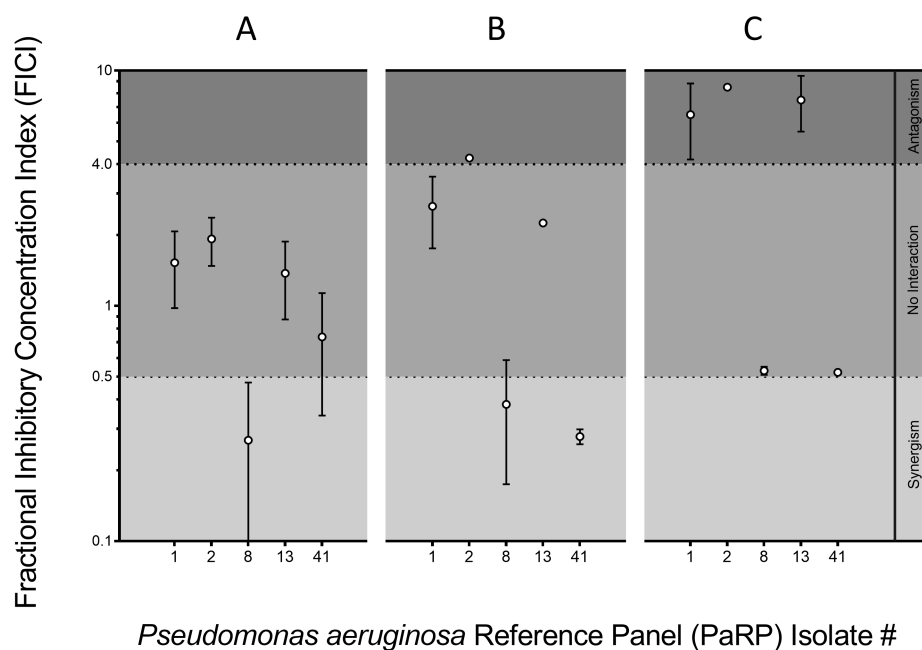 A B C
Fractional Inhibitory Concentration Index (FICI)
10
4.0
1
0.5
0.1
Antagonism
No Interaction
Synergism
1 2 8 13 41
1 2 8 13 41
1 2 8 13 41
Pseudomonas aeruginosa Reference Panel (PaRP) Isolate #